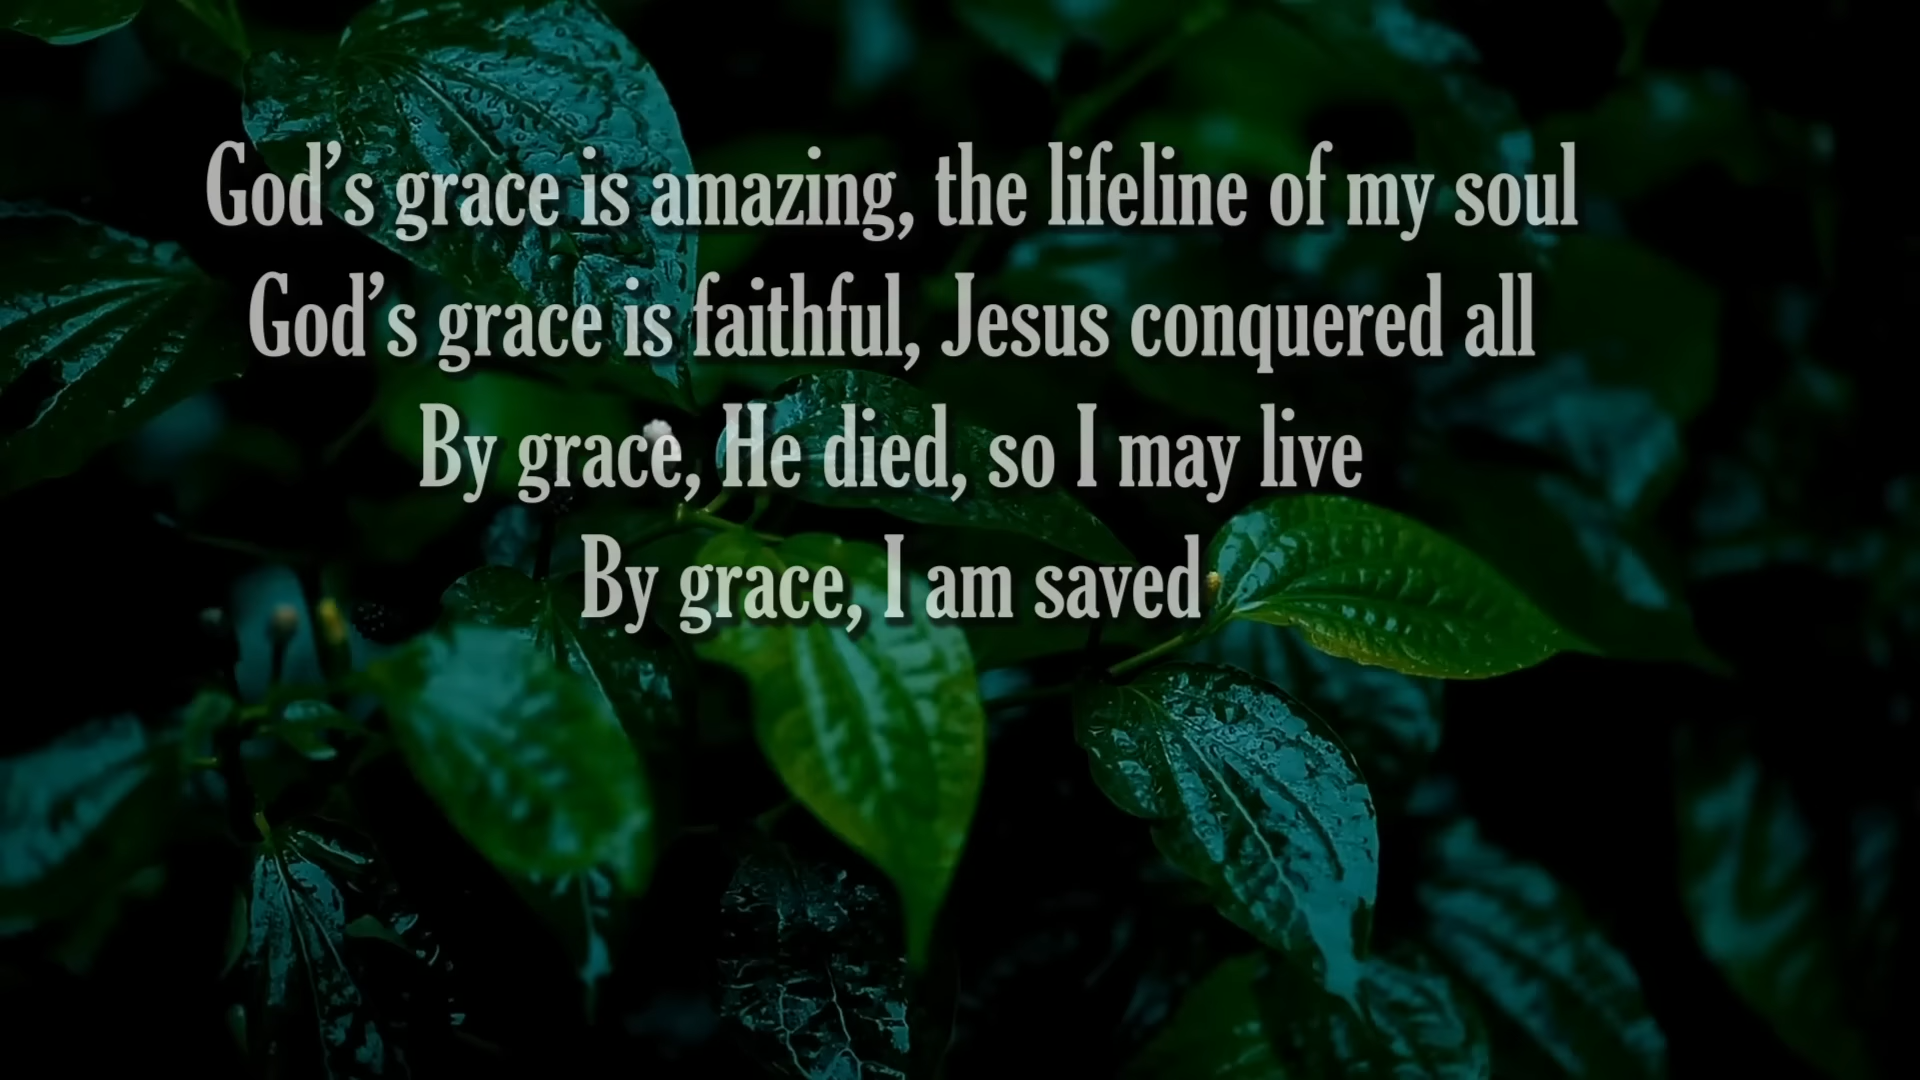 God’s grace is amazing, the lifeline of my soul
God’s grace is faithful, Jesus conquered all
By grace, He died, so I may live
By grace, I am saved